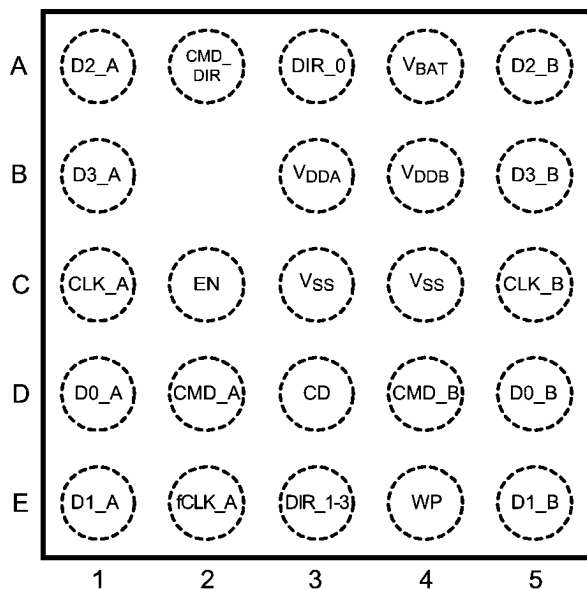 A D2_A CMD_ DIR_0 VBAT D2_B
DIR
B D3_A VDDA VDDB D3_B
C CLK_A EN VSS VSS CLK_B
D D0_A CMD_A CD CMD_B D0_B
E D1_A fCLK_A DIR_1-3 WP D1_B
1 2 3 4 5